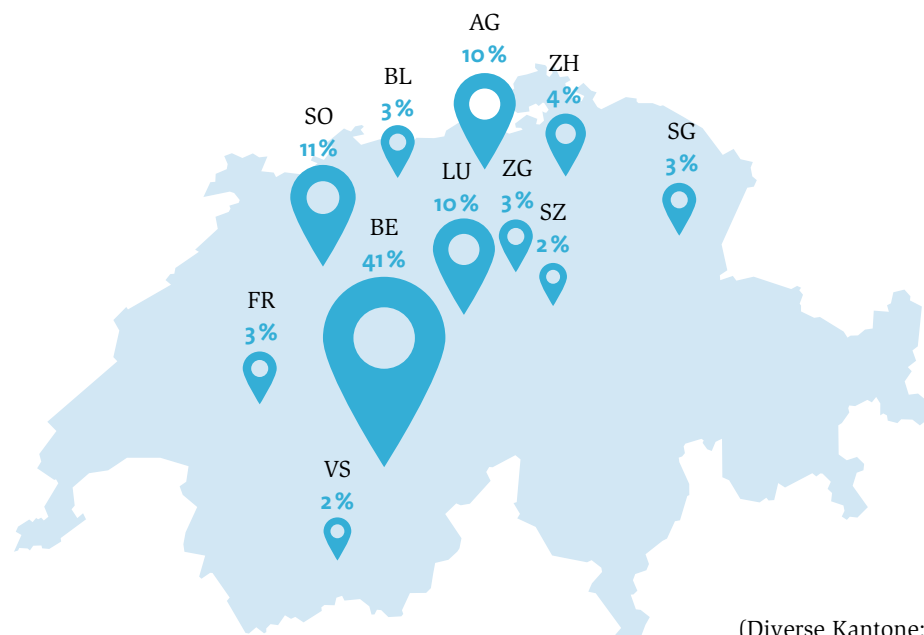 AG
10 %
ZH
4 %
BL
3 %
SO
11 %
SG
3 %
LU
10 %
ZG
3 %
SZ
2 %
BE
41 %
FR
3 %
VS
2 %
(Diverse Kantone: